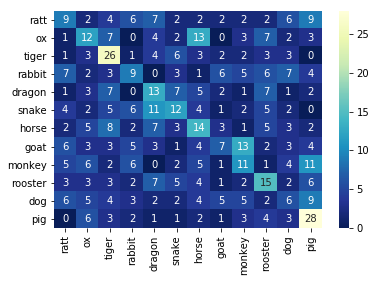 ratt 9 2 4 6 7 2 2 2 2 2 6 9
ox 1 12 7 0 4 2 13 0 3 7 2 3
tiger 1 3 26 1 4 6 3 2 2 3 3 0
rabbit 7 2 3 9 0 3 1 6 5 6 7 4
dragon 1 3 7 0 13 7 5 2 1 7 1 2
snake 4 2 5 6 11 12 4 1 2 5 2 0
horse 2 5 8 2 7 3 14 3 1 5 3 2
goat 6 3 3 5 3 1 4 7 13 2 3 4
monkey 5 6 2 6 0 2 5 1 11 1 4 11
rooster 3 3 3 2 7 5 4 1 2 15 2 6
dog 6 5 4 3 2 2 4 5 5 2 6 9
pig 0 6 3 2 1 1 2 1 3 4 3 28
ratt ox tiger rabbit dragon snake horse goat monkey rooster dog pig
25
20
15
10
5
0